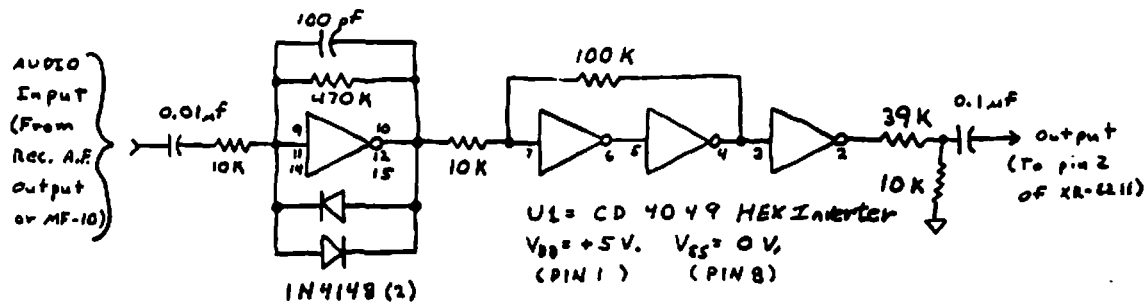 AUDIO
Input
(From
Rec. A.F.
Output
or MF-10)
0.01 µf
10K
100 pF
470K
9
11
14
10
12
15
1N4148 (2)
10K
100K
7
6
5
4
3
2
39K
10K
0.1 µF
Output
(To pin 2
of XR-2211)
U1 = CD 4049 HEX Inverter
VDD = +5 V. VSS = 0 V.
(PIN 1) (PIN 8)